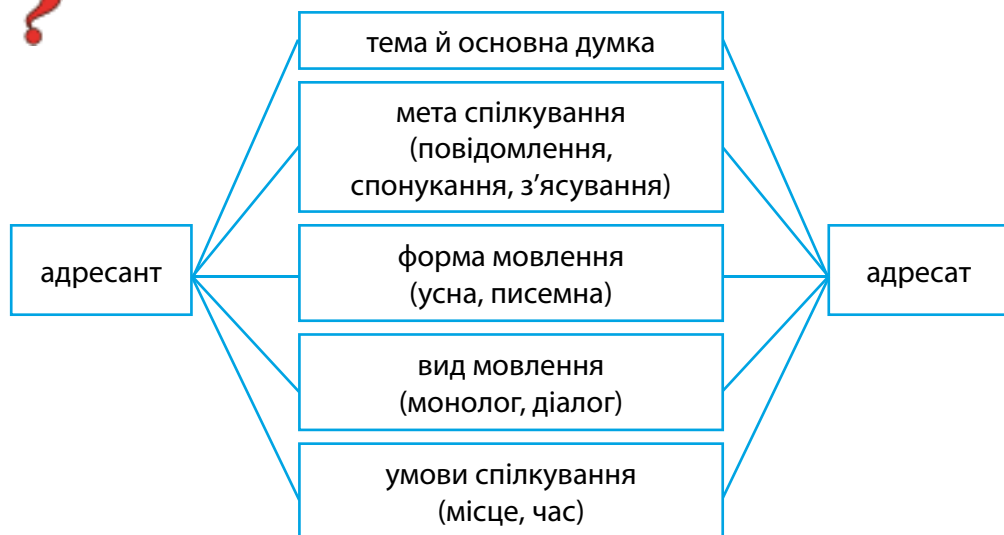 тема й основна думка
мета спілкування
(повідомлення,
спонукання, з’ясування)
адресант
форма мовлення
(усна, писемна)
адресат
вид мовлення
(монолог, діалог)
умови спілкування
(місце, час)